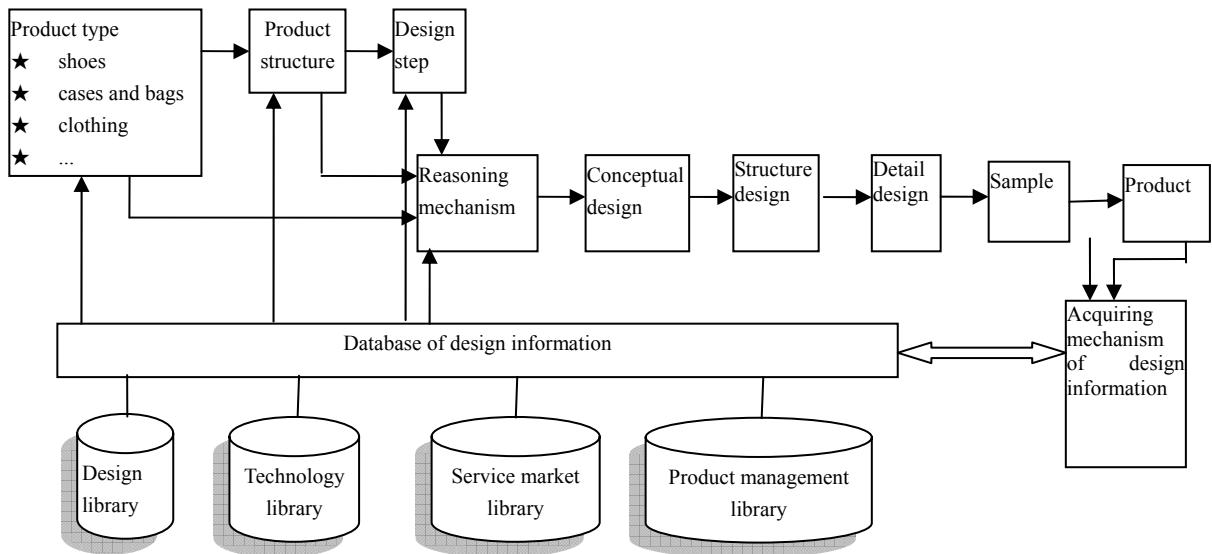 Product type
★ shoes
★ cases and bags
★ clothing
★ ...
Product
structure
Design
step
Reasoning
mechanism
Conceptual
design
Structure
design
Detail
design
Sample
Product
Database of design information
Acquiring
mechanism
of design
information
Design
library
Technology
library
Service market
library
Product management
library